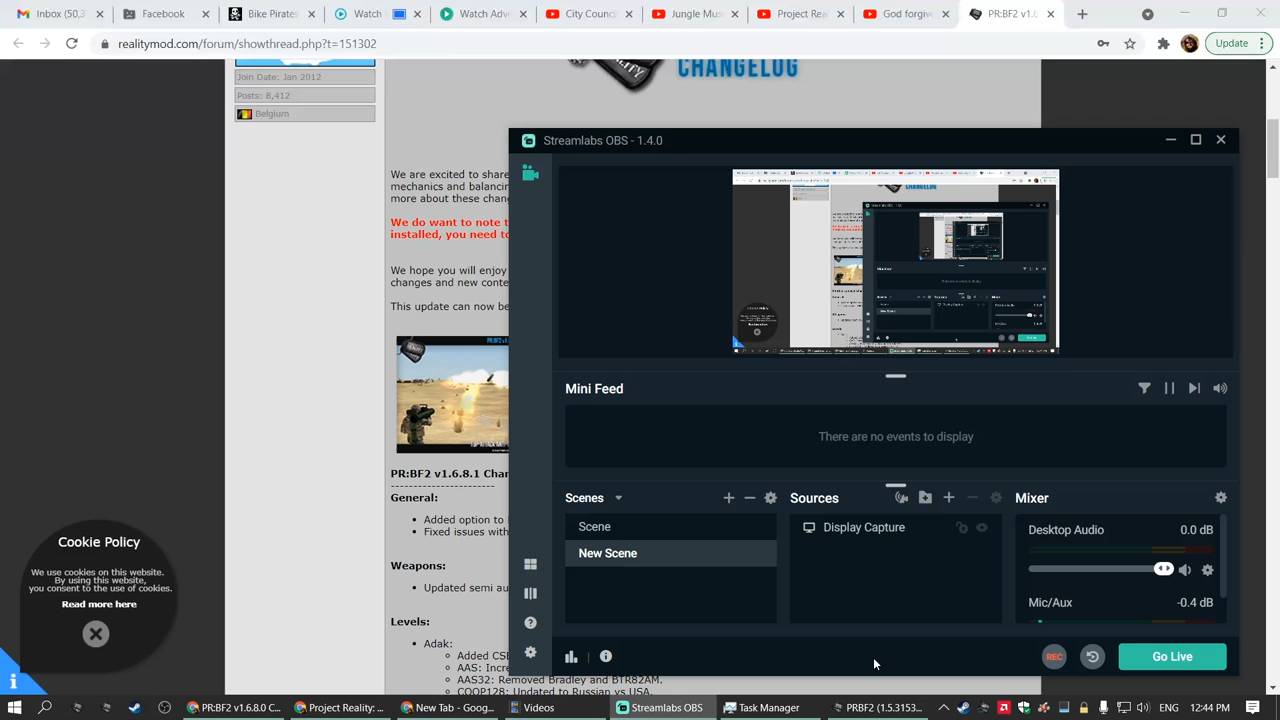 Inbox (50,3
Facebook
Bike Pirates
Watch
Watch Adve
City Council
Jungle Mus
Project Rea
God forgive
PR:BF2 v1.6
realitymod.com/forum/showthread.php?t=151302
Update
Join Date: Jan 2012
Posts: 8,412
Belgium
CHANGELOG
We are excited to share
mechanics and balancing
more about these chang
We do want to note t
installed, you need to
We hope you will enjoy
changes and new conte
This update can now be
PR:BF2 v1.6.8.1 Chan
General:
Added option to
Fixed issues with
Weapons:
Updated semi au
Levels:
Adak:
Added CSB
AAS: Incre
AAS32: Removed Bradley and BTR82AM.
COOP128: Updated to Russian vs USA.
Cookie Policy
We use cookies on this website.
By using this website,
you consent to the use of cookies.
Read more here
Streamlabs OBS - 1.4.0
Mini Feed
There are no events to display
Scenes
Scene
New Scene
Sources
Display Capture
Mixer
Desktop Audio 0.0 dB
Mic/Aux -0.4 dB
REC
Go Live
PR:BF2 v1.6.8.0 C...
Project Reality: ...
New Tab - Goog...
Videos
Streamlabs OBS
Task Manager
PRBF2 (1.5.3153...
ENG
12:44 PM